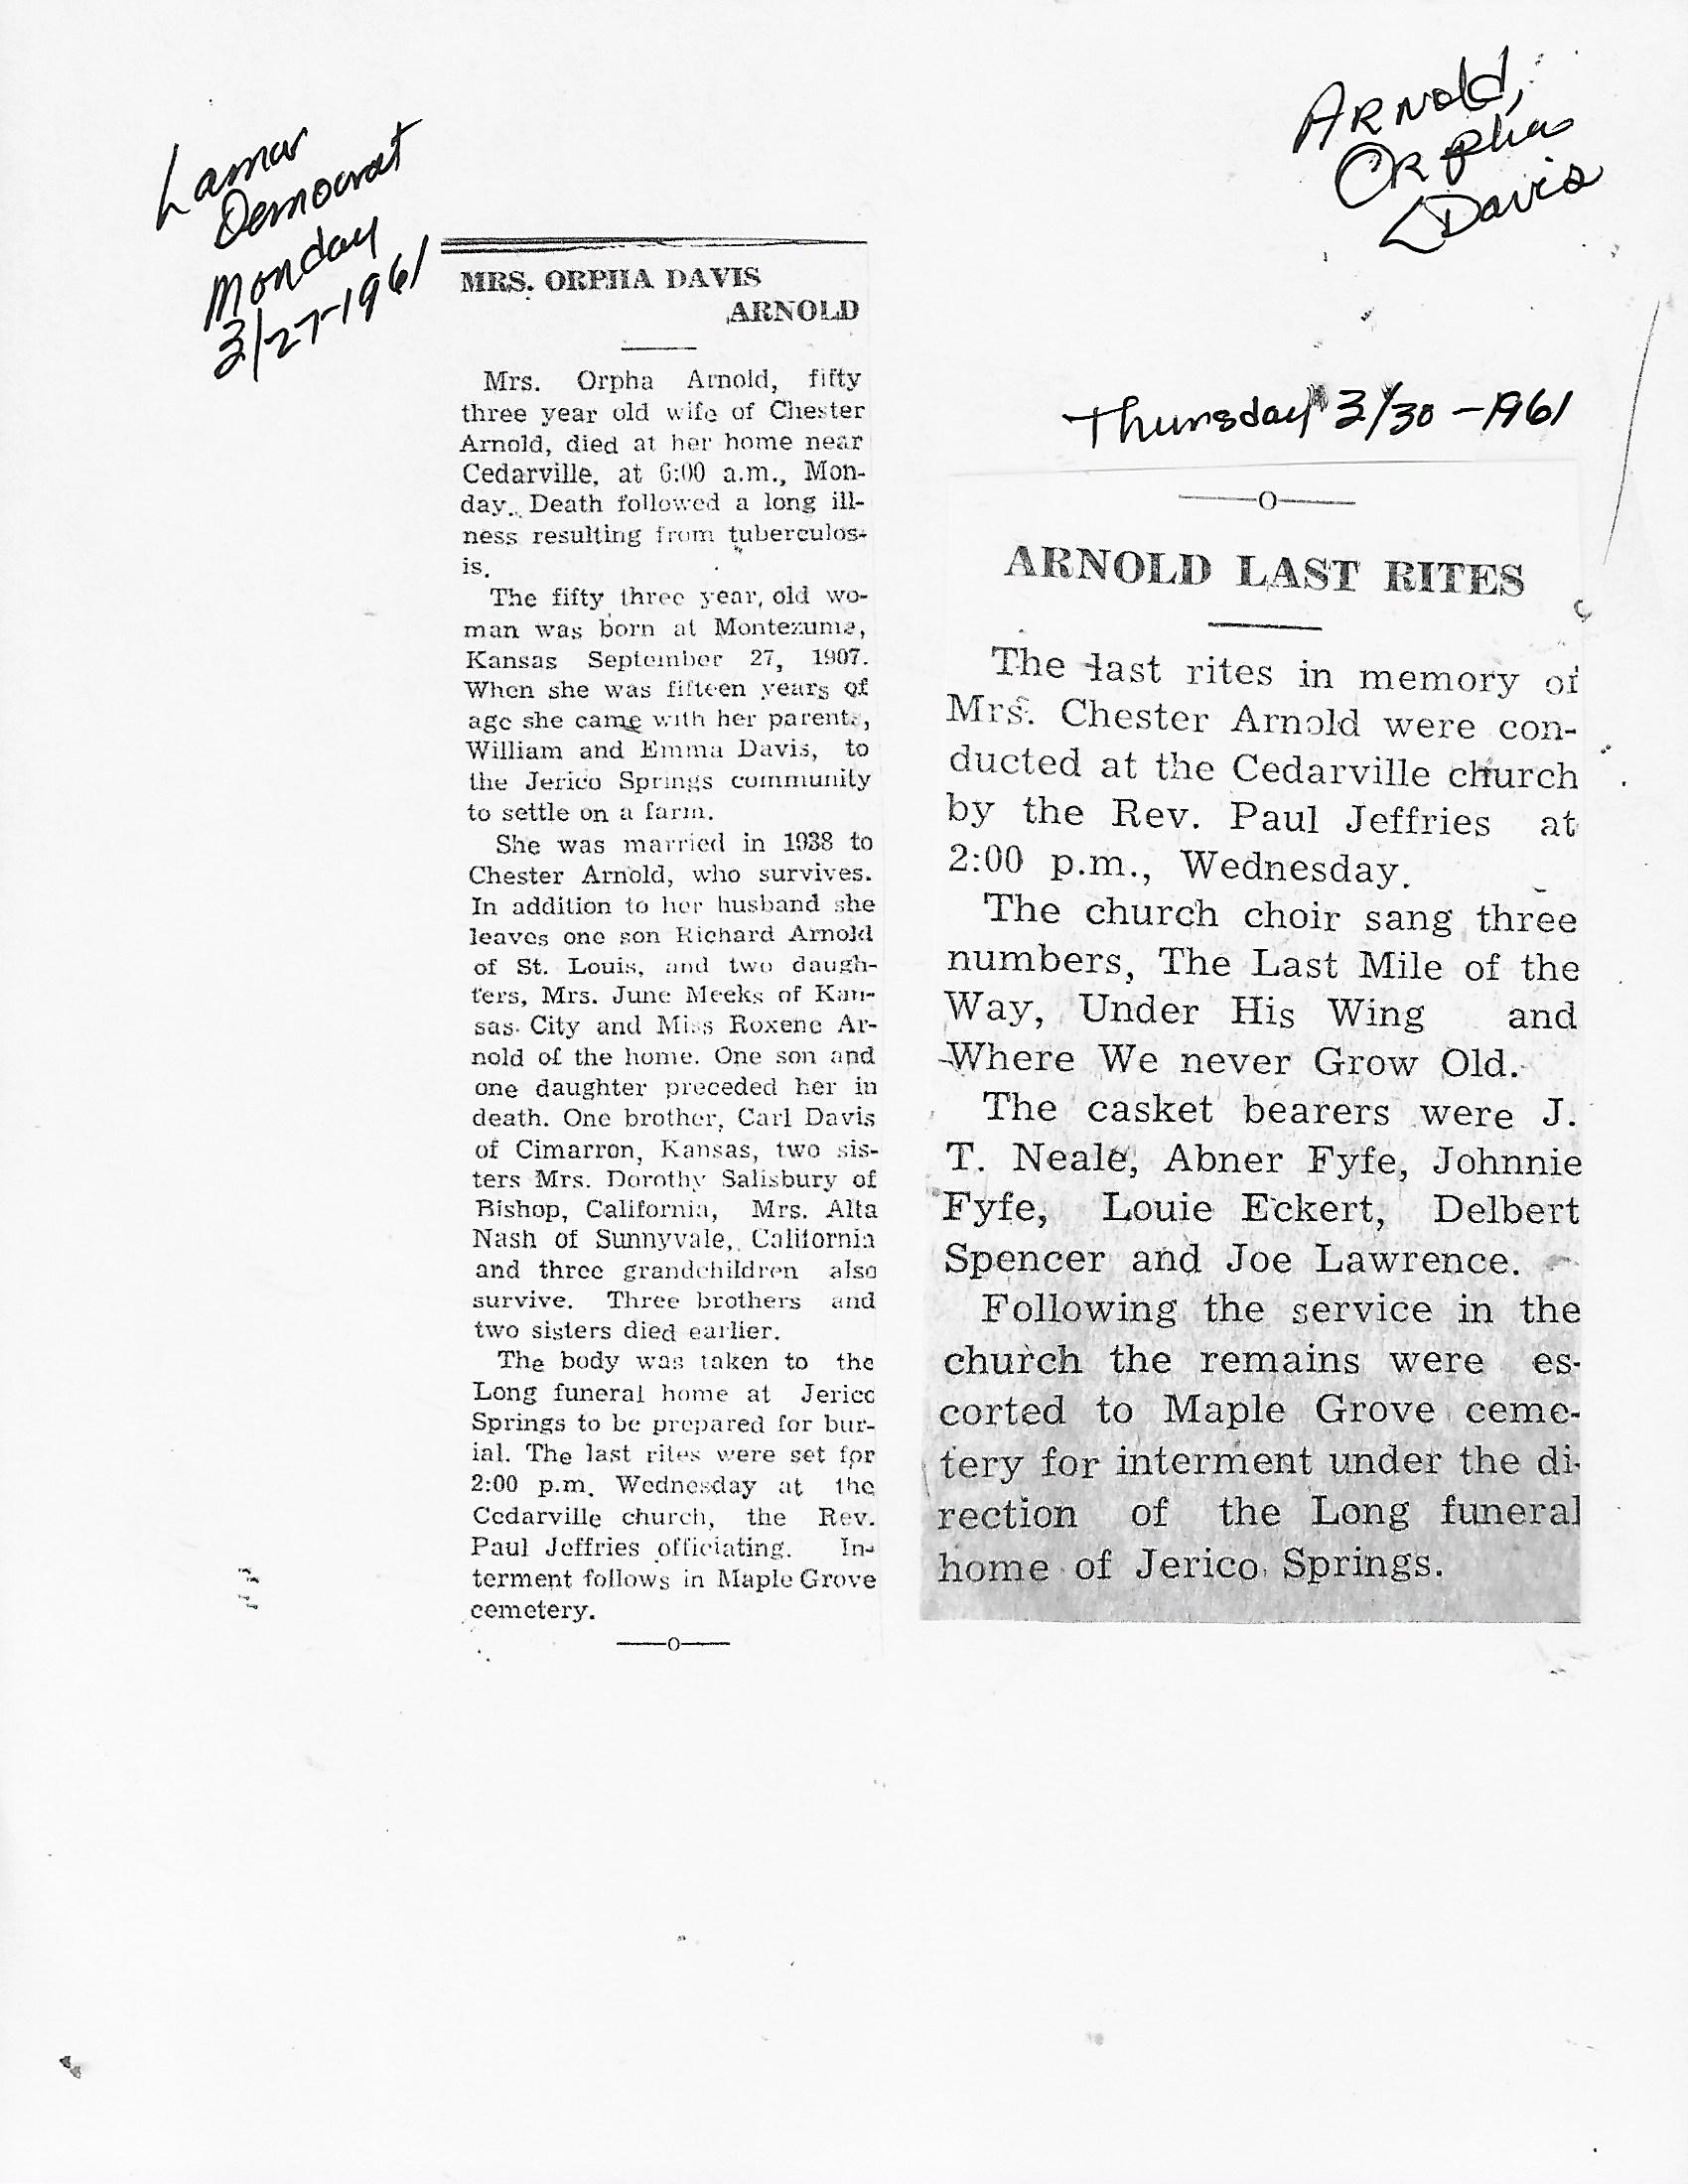 Lamar
Democrat
Monday
3/27-1961
Arnold,
Orpha
Davis
MRS. ORPHA DAVIS
ARNOLD
Mrs. Orpha Arnold, fifty
three year old wife of Chester
Arnold, died at her home near
Cedarville, at 6:00 a.m., Mon-
day. Death followed a long ill-
ness resulting from tuberculos-
is.
The fifty three year old wo-
man was born at Montezuma,
Kansas September 27, 1907.
When she was fifteen years of
age she came with her parents,
William and Emma Davis, to
the Jerico Springs community
to settle on a farm.
She was married in 1938 to
Chester Arnold, who survives.
In addition to her husband she
leaves one son Richard Arnold
of St. Louis, and two daugh-
ters, Mrs. June Meeks of Kan-
sas City and Miss Roxene Ar-
nold of the home. One son and
one daughter preceded her in
death. One brother, Carl Davis
of Cimarron, Kansas, two sis-
ters Mrs. Dorothy Salisbury of
Bishop, California, Mrs. Alta
Nash of Sunnyvale, California
and three grandchildren also
survive. Three brothers and
two sisters died earlier.
The body was taken to the
Long funeral home at Jerico
Springs to be prepared for bur-
ial. The last rites were set for
2:00 p.m. Wednesday at the
Cedarville church, the Rev.
Paul Jeffries officiating. In-
terment follows in Maple Grove
cemetery.
——o——
Thursday 3/30-1961
——o——
ARNOLD LAST RITES
The last rites in memory of
Mrs. Chester Arnold were con-
ducted at the Cedarville church
by the Rev. Paul Jeffries at
2:00 p.m., Wednesday.
The church choir sang three
numbers, The Last Mile of the
Way, Under His Wing and
Where We never Grow Old.
The casket bearers were J.
T. Neale, Abner Fyfe, Johnnie
Fyfe, Louie Eckert, Delbert
Spencer and Joe Lawrence.
Following the service in the
church the remains were es-
corted to Maple Grove ceme-
tery for interment under the di-
rection of the Long funeral
home of Jerico Springs.